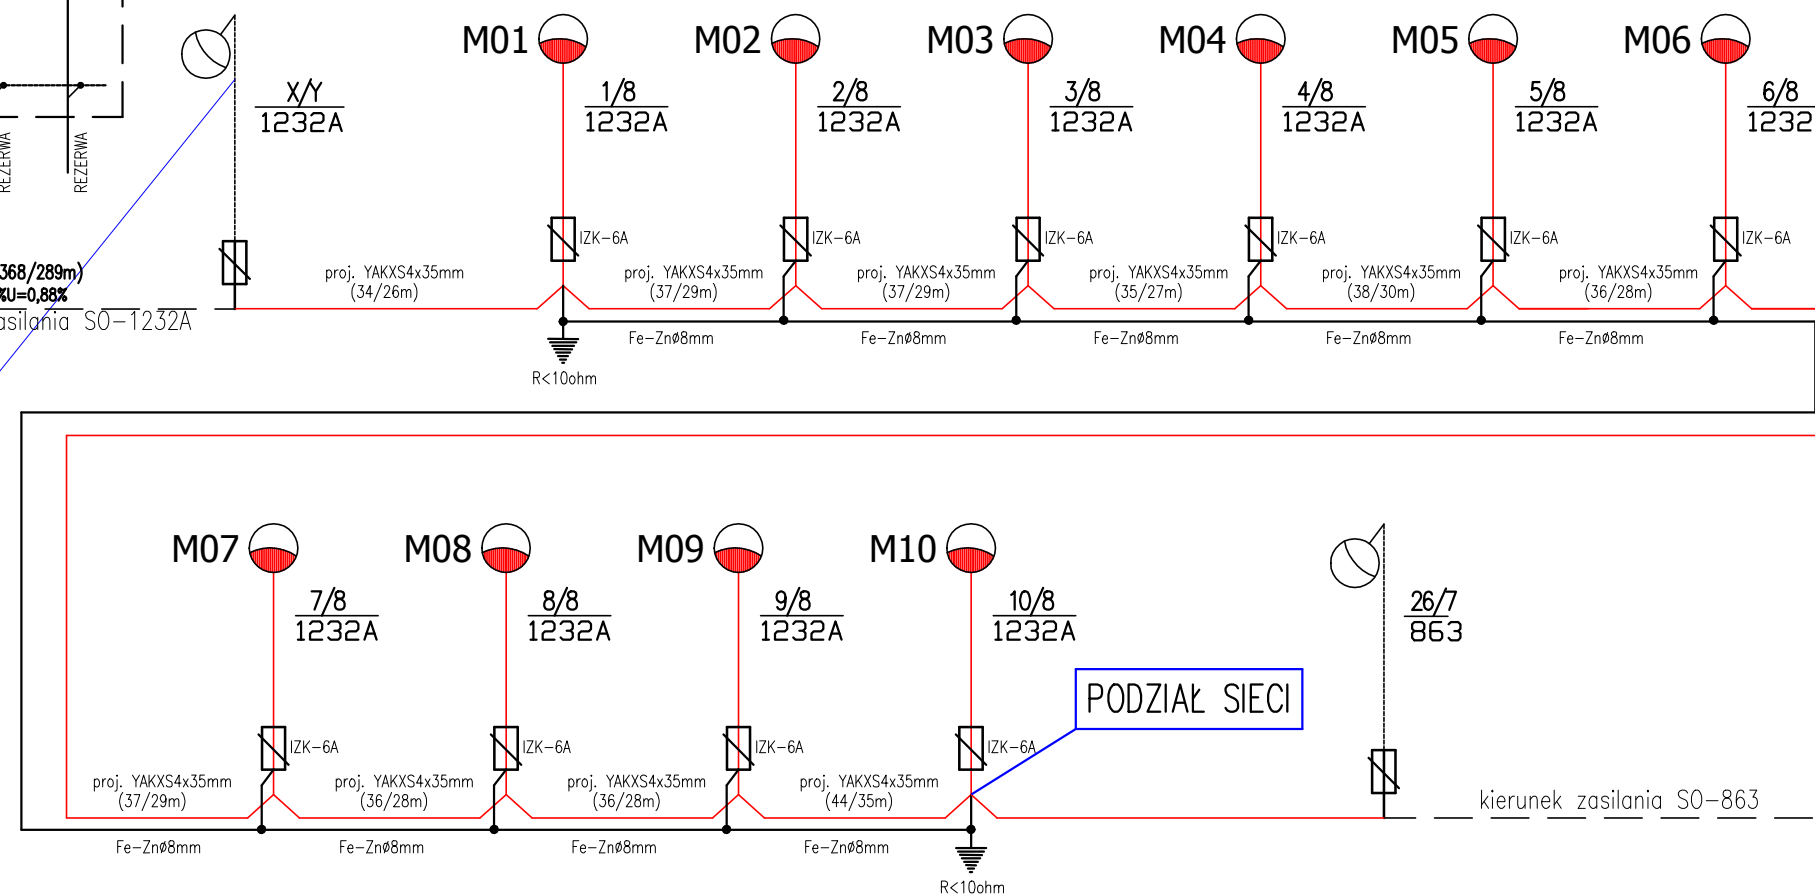 M01
M02
M03
M04
M05
M06
X/Y
1232A
1/8
1232A
2/8
1232A
3/8
1232A
4/8
1232A
5/8
1232A
6/8
1232
REZERWA
REZERWA
IZK-6A
IZK-6A
IZK-6A
IZK-6A
IZK-6A
IZK-6A
368/289m)
%U=0,88%
asilania SO-1232A
proj. YAKXS4x35mm
(34/26m)
proj. YAKXS4x35mm
(37/29m)
proj. YAKXS4x35mm
(37/29m)
proj. YAKXS4x35mm
(35/27m)
proj. YAKXS4x35mm
(38/30m)
proj. YAKXS4x35mm
(36/28m)
Fe-Znø8mm
Fe-Znø8mm
Fe-Znø8mm
Fe-Znø8mm
Fe-Znø8mm
R<10ohm
M07
M08
M09
M10
7/8
1232A
8/8
1232A
9/8
1232A
10/8
1232A
26/7
863
PODZIAŁ SIECI
IZK-6A
IZK-6A
IZK-6A
IZK-6A
proj. YAKXS4x35mm
(37/29m)
proj. YAKXS4x35mm
(36/28m)
proj. YAKXS4x35mm
(36/28m)
proj. YAKXS4x35mm
(44/35m)
kierunek zasilania SO-863
Fe-Znø8mm
Fe-Znø8mm
Fe-Znø8mm
Fe-Znø8mm
R<10ohm